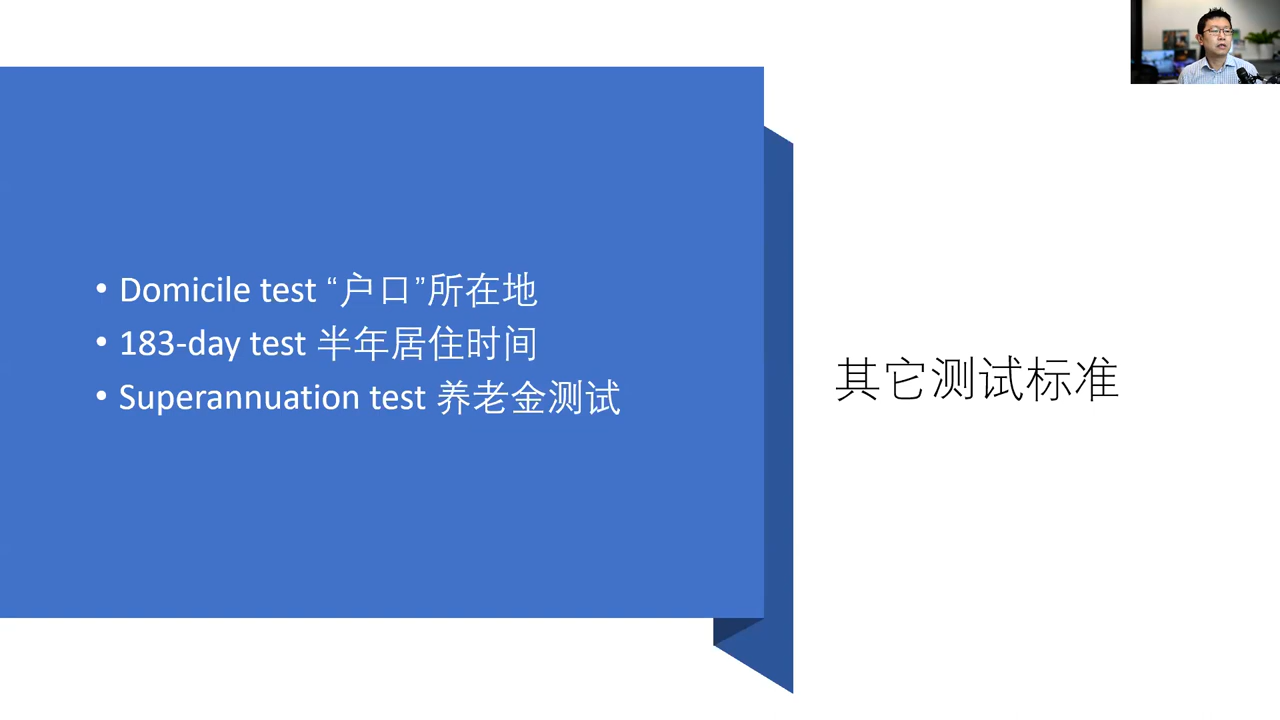 • Domicile test “户口”所在地
• 183-day test 半年居住时间
• Superannuation test 养老金测试
其它测试标准